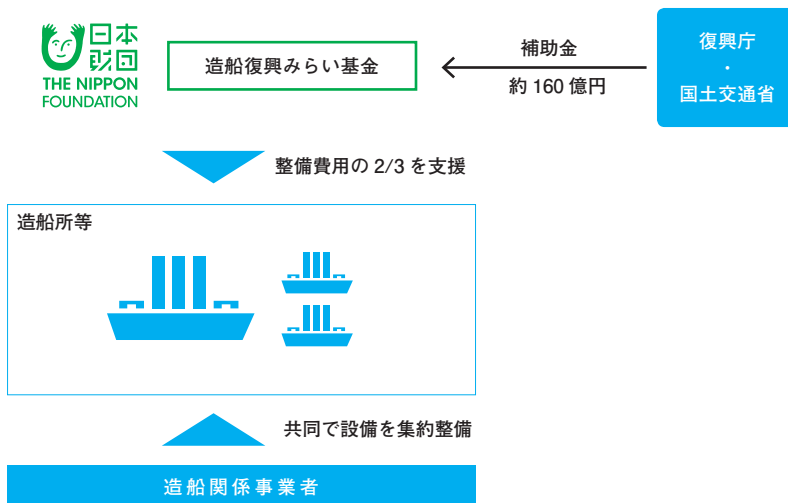 日本
財団
THE NIPPON
FOUNDATION
造船復興みらい基金
補助金
約 160 億円
復興庁
・
国土交通省
整備費用の 2/3 を支援
造船所等
共同で設備を集約整備
造船関係事業者